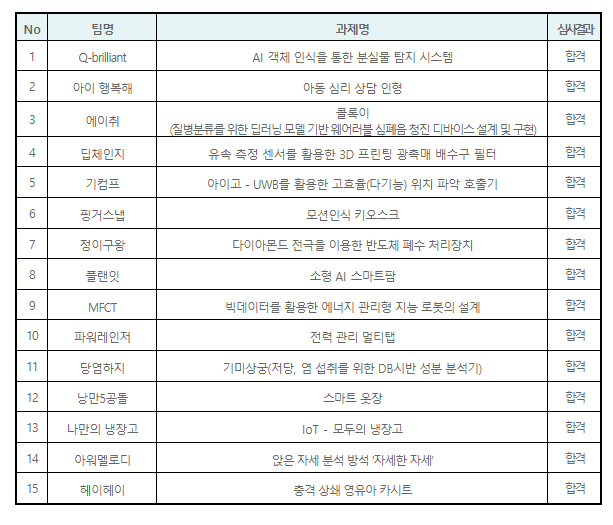 No 팀명 과제명 심사결과
1 Q-brilliant AI 객체 인식을 통한 분실물 탐지 시스템 합격
2 아이 행복해 아동 심리 상담 인형 합격
3 에이취 콜록이 합격
(질병분류를 위한 딥러닝 모델 기반 웨어러블 심폐음 청진 디바이스 설계 및 구현)
4 딥체인지 유속 측정 센서를 활용한 3D 프린팅 광촉매 배수구 필터 합격
5 기컴프 아이고 - UWB를 활용한 고효율(다기능) 위치 파악 호출기 합격
6 핑거스냅 모션인식 키오스크 합격
7 정이구왕 다이아몬드 전극을 이용한 반도체 폐수 처리장치 합격
8 플랜잇 소형 AI 스마트팜 합격
9 MFCT 빅데이터를 활용한 에너지 관리형 지능 로봇의 설계 합격
10 파워레인저 전력 관리 멀티탭 합격
11 당염하지 기미상궁(저당, 염 섭취를 위한 DB시반 성분 분석기) 합격
12 낭만5공돌 스마트 옷장 합격
13 나만의 냉장고 IoT - 모두의 냉장고 합격
14 아워멜로디 앉은 자세 분석 방석 '자세한 자세' 합격
15 헤이헤이 충격 상쇄 영유아 카시트 합격